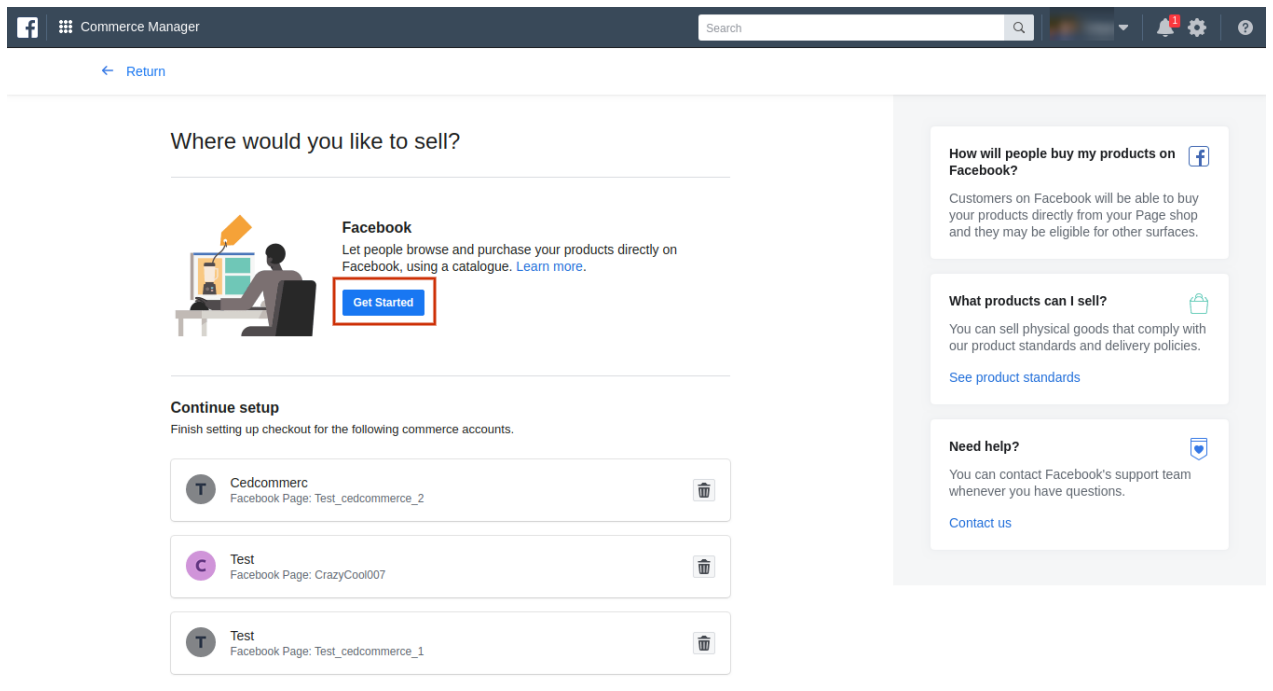 Commerce Manager
Search
1
Return
Where would you like to sell?
Facebook
Let people browse and purchase your products directly on
Facebook, using a catalogue. Learn more.
Get Started
Continue setup
Finish setting up checkout for the following commerce accounts.
T
Cedcommerc
Facebook Page: Test_cedcommerce_2
C
Test
Facebook Page: CrazyCool007
T
Test
Facebook Page: Test_cedcommerce_1
How will people buy my products on
Facebook?
Customers on Facebook will be able to buy
your products directly from your Page shop
and they may be eligible for other surfaces.
What products can I sell?
You can sell physical goods that comply with
our product standards and delivery policies.
See product standards
Need help?
You can contact Facebook's support team
whenever you have questions.
Contact us